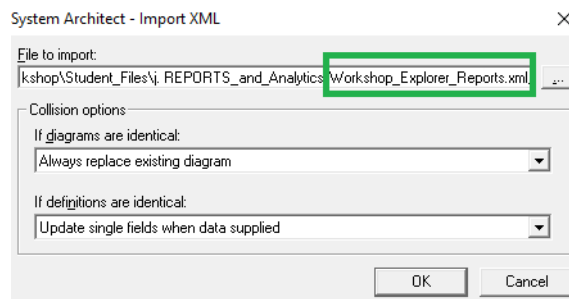 System Architect - Import XML
File to import:
kshop\Student_Files\j. REPORTS_and_Analytics\Workshop_Explorer_Reports.xml
...
Collision options
If diagrams are identical:
Always replace existing diagram
If definitions are identical:
Update single fields when data supplied
OK Cancel